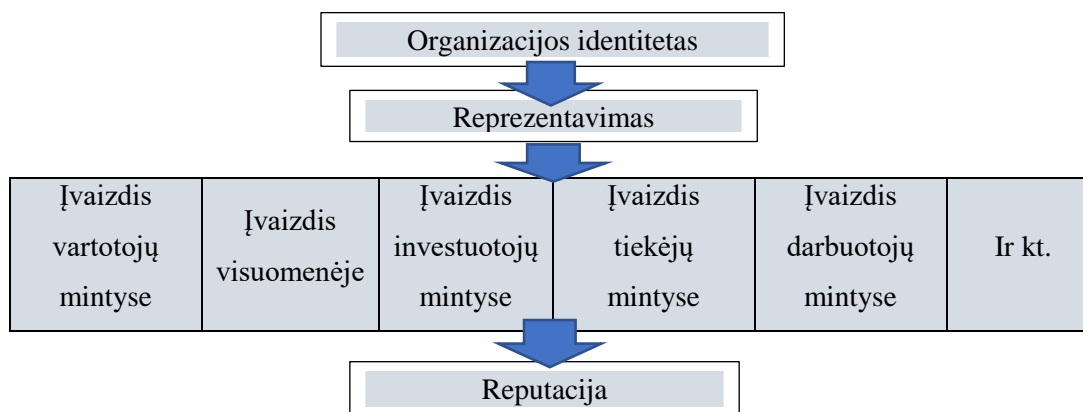 Organizacijos identitetas
Reprezentavimas
Įvaizdis
vartotojų
mintyse
Įvaizdis
visuomenėje
Įvaizdis
investuotojų
mintyse
Įvaizdis
tiekėjų
mintyse
Įvaizdis
darbuotojų
mintyse
Ir kt.
Reputacija